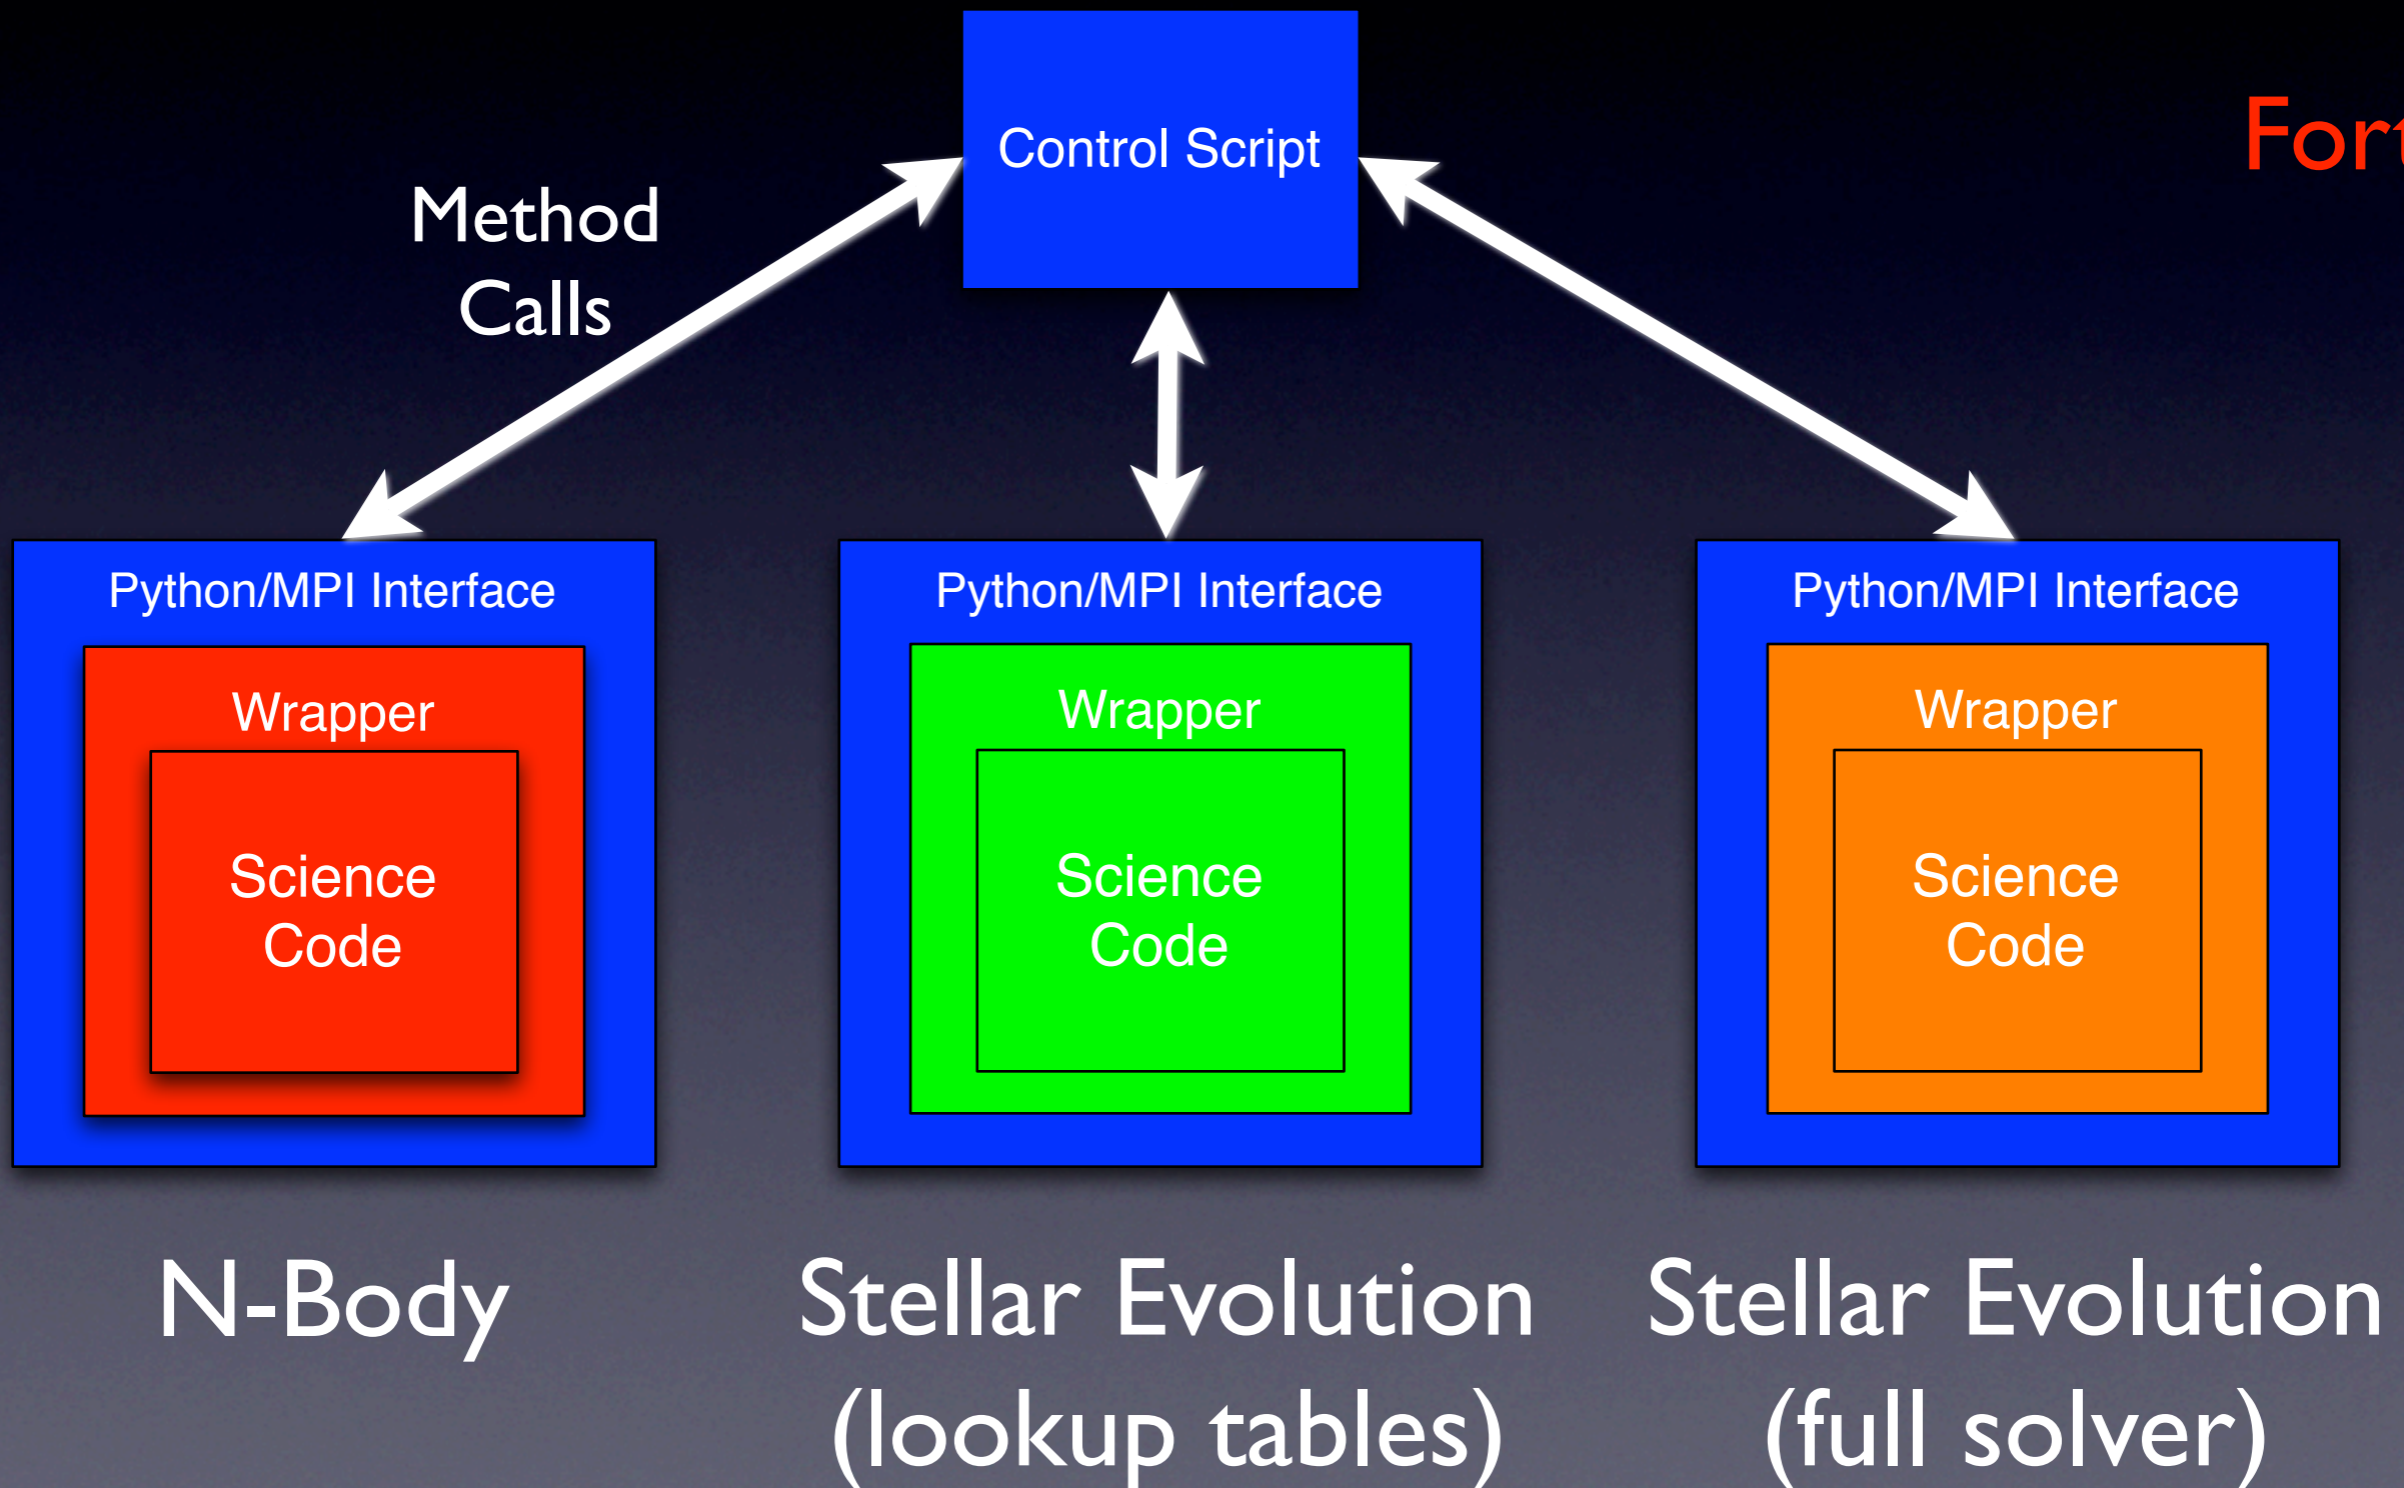 Control Script
Method
Calls
Python/MPI Interface
Wrapper
Science
Code
Python/MPI Interface
Wrapper
Science
Code
Python/MPI Interface
Wrapper
Science
Code
N-Body
Stellar Evolution
(lookup tables)
Stellar Evolution
(full solver)